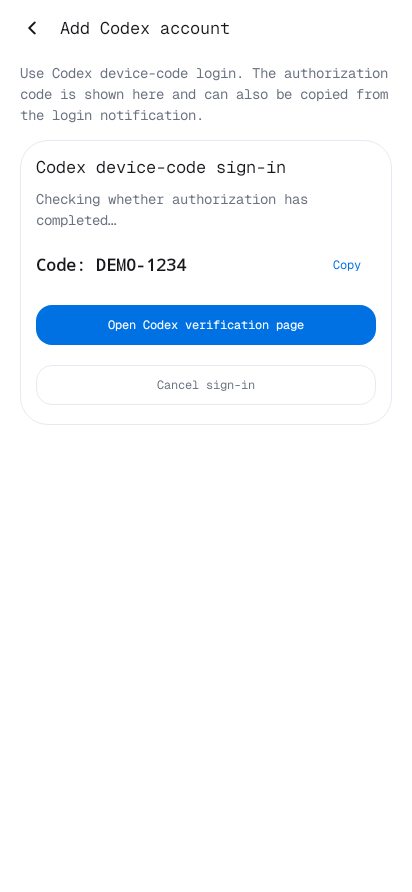 Add Codex account
Use Codex device-code login. The authorization
code is shown here and can also be copied from
the login notification.
Codex device-code sign-in
Checking whether authorization has
completed…
Code: DEMO-1234
Copy
Open Codex verification page
Cancel sign-in